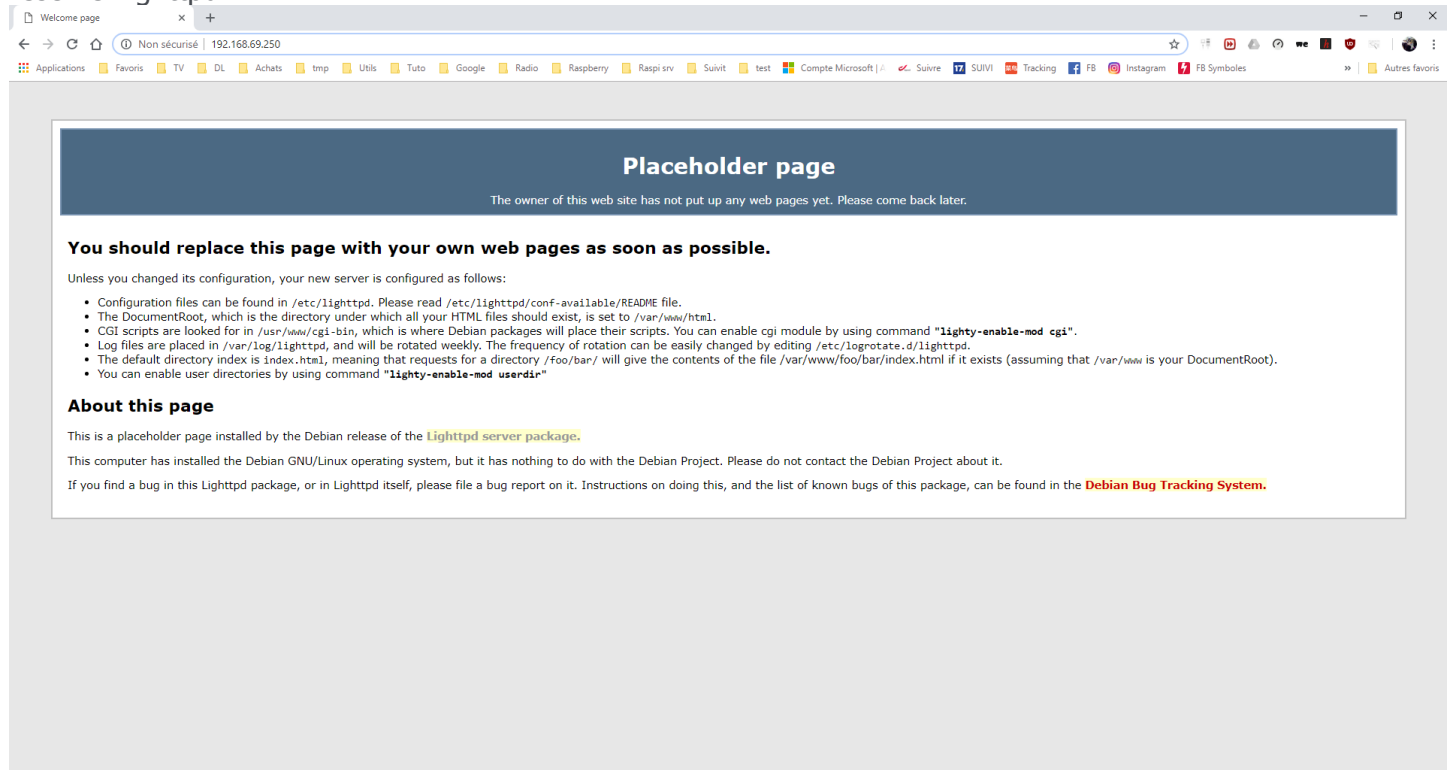 Welcome page
Non sécurisé | 192.168.69.250
Applications Favoris TV DL Achats tmp Utils Tuto Google Radio Raspberry Raspi srv Suivit test Compte Microsoft | Suivre 17 SUIVI Tracking FB Instagram FB Symboles » Autres favoris
Placeholder page
The owner of this web site has not put up any web pages yet. Please come back later.
You should replace this page with your own web pages as soon as possible.
Unless you changed its configuration, your new server is configured as follows:
• Configuration files can be found in /etc/lighttpd. Please read /etc/lighttpd/conf-available/README file.
• The DocumentRoot, which is the directory under which all your HTML files should exist, is set to /var/www/html.
• CGI scripts are looked for in /usr/www/cgi-bin, which is where Debian packages will place their scripts. You can enable cgi module by using command "lighty-enable-mod cgi".
• Log files are placed in /var/log/lighttpd, and will be rotated weekly. The frequency of rotation can be easily changed by editing /etc/logrotate.d/lighttpd.
• The default directory index is index.html, meaning that requests for a directory /foo/bar/ will give the contents of the file /var/www/foo/bar/index.html if it exists (assuming that /var/www is your DocumentRoot).
• You can enable user directories by using command "lighty-enable-mod userdir"
About this page
This is a placeholder page installed by the Debian release of the Lighttpd server package.
This computer has installed the Debian GNU/Linux operating system, but it has nothing to do with the Debian Project. Please do not contact the Debian Project about it.
If you find a bug in this Lighttpd package, or in Lighttpd itself, please file a bug report on it. Instructions on doing this, and the list of known bugs of this package, can be found in the Debian Bug Tracking System.